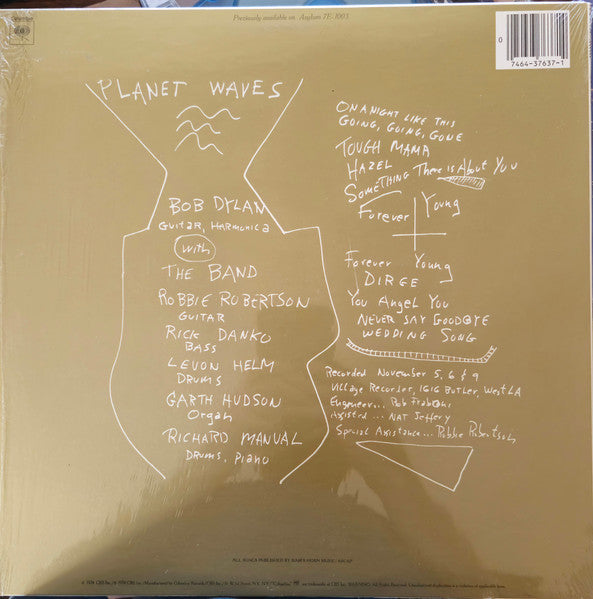 Previously available on Asylum 7E-1003
0
7464-37637-1
PLANET WAVES
BOB DYLAN
GUITAR, HARMONICA
with
THE BAND
ROBBIE ROBERTSON
GUITAR
RICK DANKO
BASS
LEVON HELM
DRUMS
GARTH HUDSON
Organ
RICHARD MANUAL
DRUMS, piano
ON A NIGHT LIKE THIS
GOING, GOING, GONE
TOUGH MAMA
HAZEL
SOMETHING There is About You
Forever Young
Forever Young
DIRGE
You Angel You
NEVER SAY GOODBYE
WEDDING SONG
Recorded November 5, 6 & 9
Village Recorder, 1616 Butler, West LA
Engineer... Rob Fraboni
Assisted... NAT Jeffery
Special Assistance... Robbie Robertson
ALL SONGS PUBLISHED BY RAM'S HORN MUSIC/ASCAP